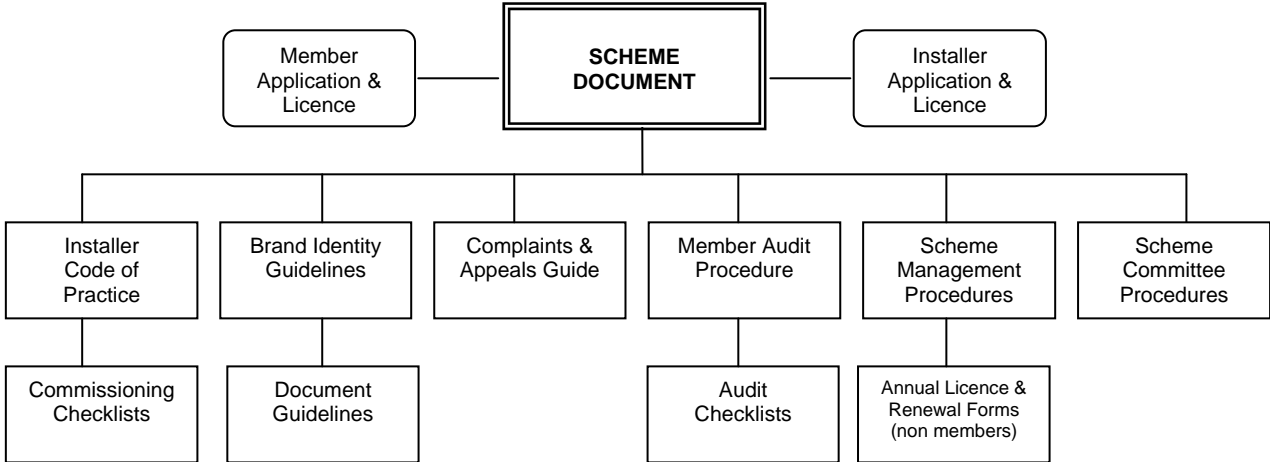 Member
Application &
Licence
SCHEME
DOCUMENT
Installer
Application &
Licence
Installer
Code of
Practice
Brand Identity
Guidelines
Complaints &
Appeals Guide
Member Audit
Procedure
Scheme
Management
Procedures
Scheme
Committee
Procedures
Commissioning
Checklists
Document
Guidelines
Audit
Checklists
Annual Licence &
Renewal Forms
(non members)